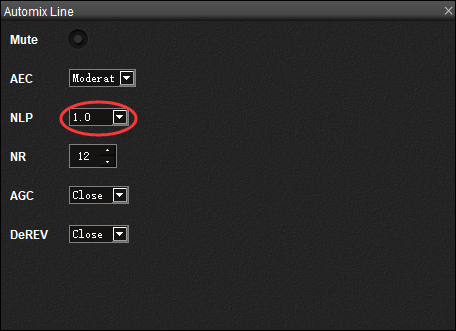 Automix Line
Mute
AEC Moderat
NLP 1.0
NR 12
AGC Close
DeREV Close